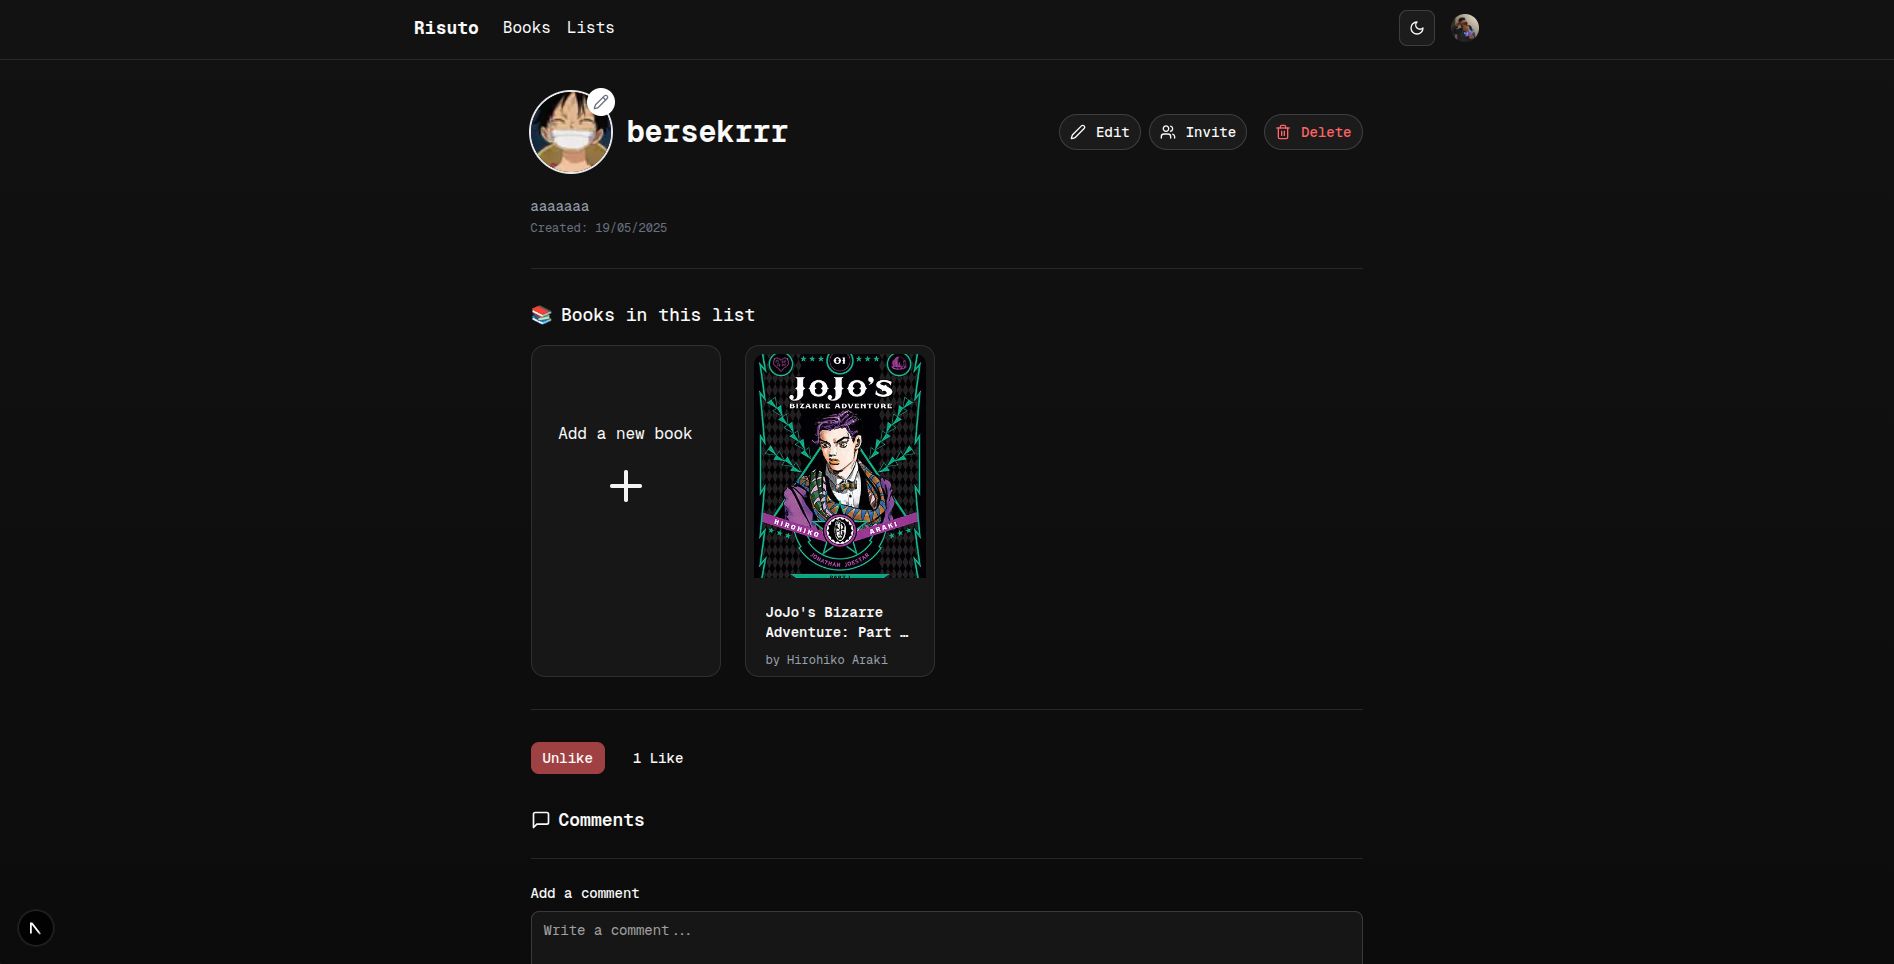 Risuto Books Lists
bersekrrr
Edit Invite Delete
aaaaaaa
Created: 19/05/2025
📚 Books in this list
Add a new book
01
JoJo's
BIZARRE ADVENTURE
HIROHIKO ARAKI
JONATHAN JOESTAR
JoJo's Bizarre
Adventure: Part …
by Hirohiko Araki
Unlike 1 Like
Comments
Add a comment
Write a comment...